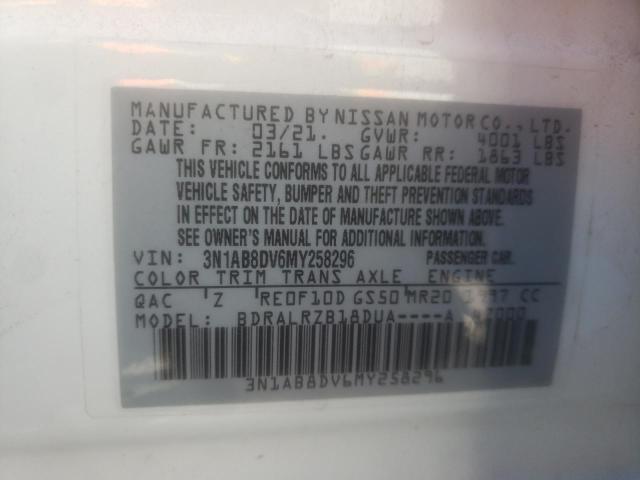 MANUFACTURED BY NISSAN MOTOR CO., LTD.
DATE: 03/21. GVWR: 4001 LBS
GAWR FR: 2161 LBS GAWR RR: 1863 LBS
THIS VEHICLE CONFORMS TO ALL APPLICABLE FEDERAL MOTOR
VEHICLE SAFETY, BUMPER AND THEFT PREVENTION STANDARDS
IN EFFECT ON THE DATE OF MANUFACTURE SHOWN ABOVE.
SEE OWNER'S MANUAL FOR ADDITIONAL INFORMATION.
VIN: 3N1AB8DV6MY258296 PASSENGER CAR.
COLOR TRIM TRANS AXLE ENGINE
QAC Z RE0F10D GS50 MR20 1997 CC
MODEL: BDRALRZB18DUA----A
3N1AB8DV6MY258296